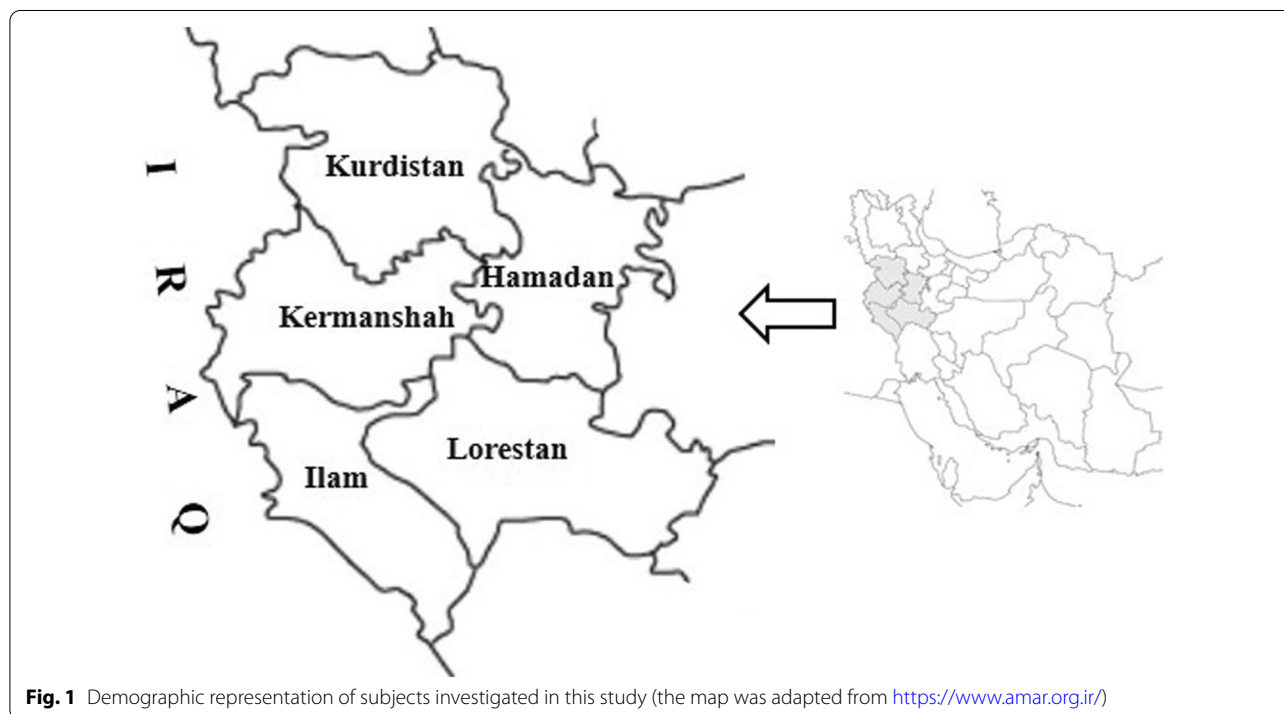 Kurdistan
Hamadan
Kermanshah
Lorestan
Ilam
IRAQ
Fig. 1 Demographic representation of subjects investigated in this study (the map was adapted from https://www.amar.org.ir/)